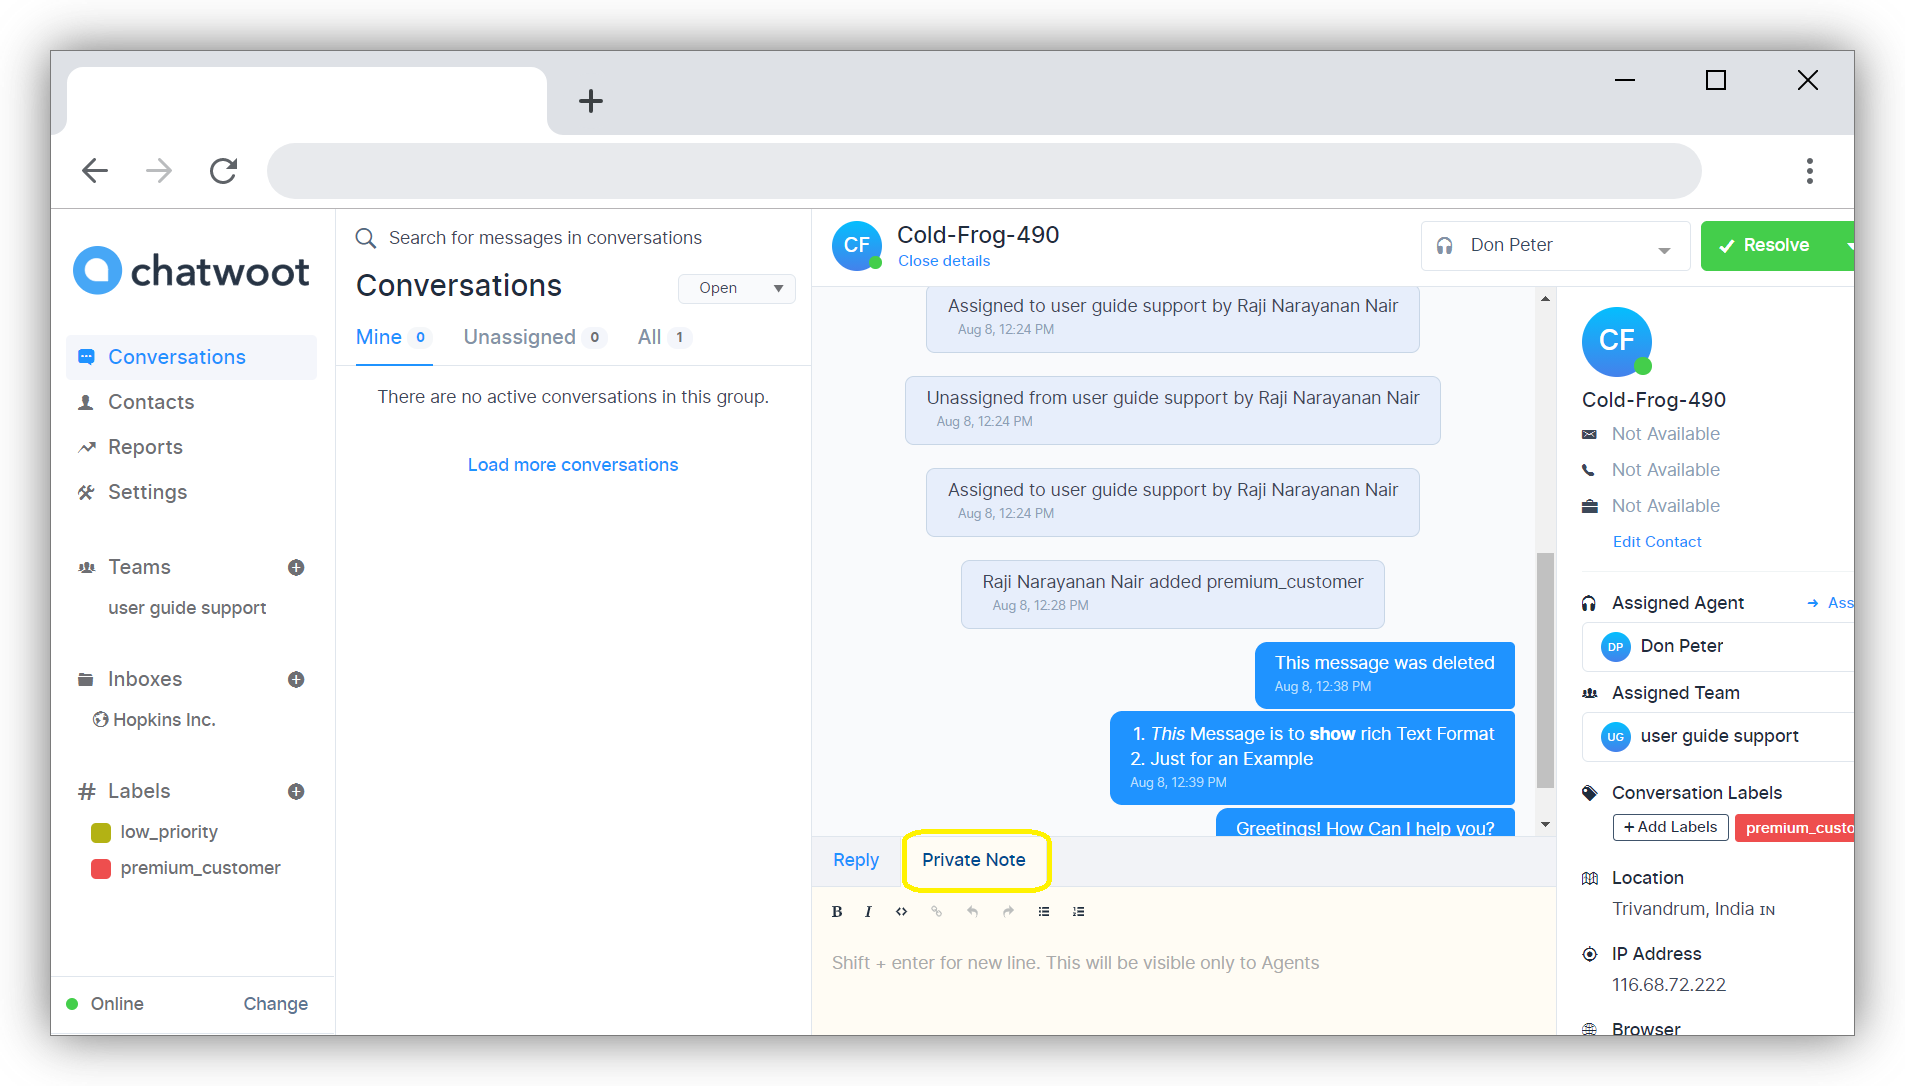 chatwoot
Conversations
Contacts
Reports
Settings
Teams
user guide support
Inboxes
Hopkins Inc.
Labels
low_priority
premium_customer
Online Change
Search for messages in conversations
Conversations Open
Mine 0 Unassigned 0 All 1
There are no active conversations in this group.
Load more conversations
CF Cold-Frog-490
Close details
Don Peter
Resolve
Assigned to user guide support by Raji Narayanan Nair
Aug 8, 12:24 PM
Unassigned from user guide support by Raji Narayanan Nair
Aug 8, 12:24 PM
Assigned to user guide support by Raji Narayanan Nair
Aug 8, 12:24 PM
Raji Narayanan Nair added premium_customer
Aug 8, 12:28 PM
This message was deleted
Aug 8, 12:38 PM
1. This Message is to show rich Text Format
2. Just for an Example
Aug 8, 12:39 PM
Greetings! How Can I help you?
Reply Private Note
B I <>
Shift + enter for new line. This will be visible only to Agents
CF
Cold-Frog-490
Not Available
Not Available
Not Available
Edit Contact
Assigned Agent → Ass
DP Don Peter
Assigned Team
UG user guide support
Conversation Labels
+ Add Labels premium_custo
Location
Trivandrum, India IN
IP Address
116.68.72.222
Browser